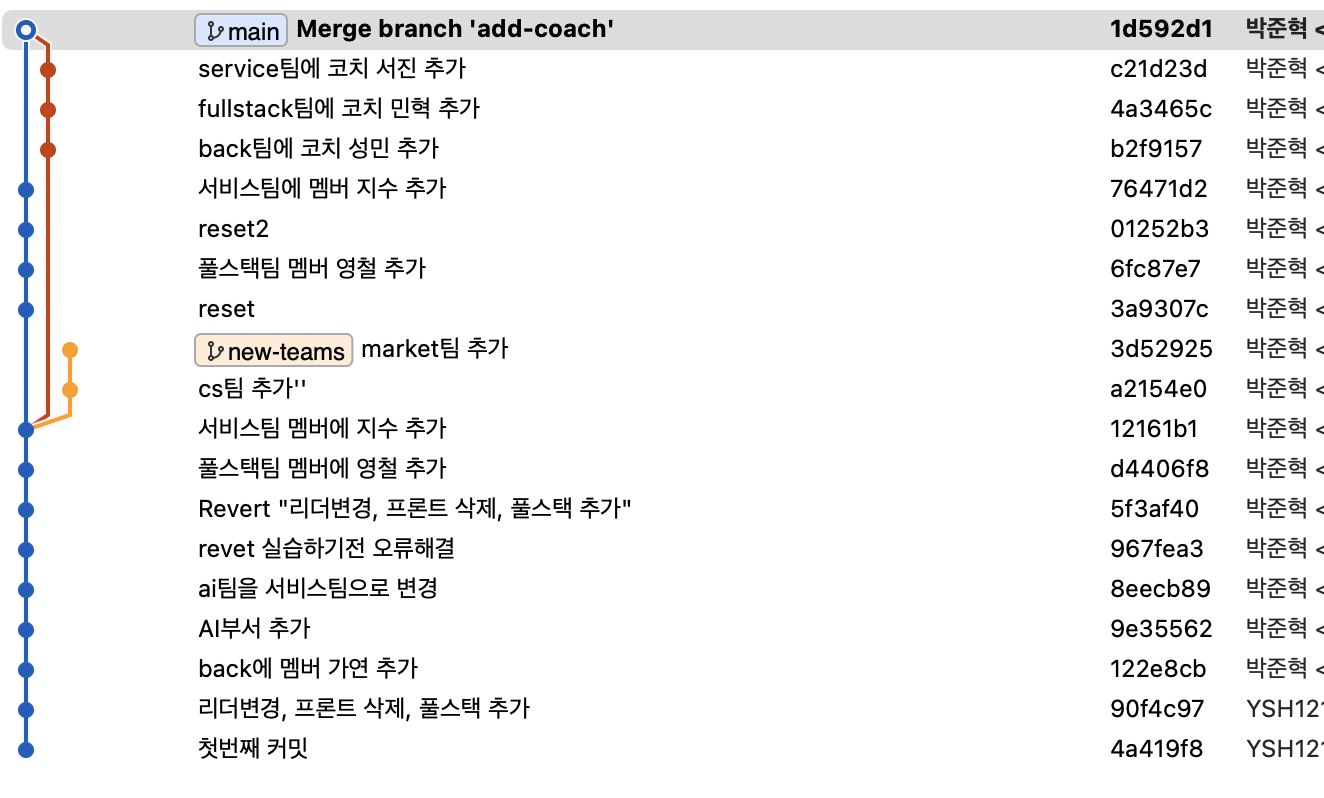 main Merge branch 'add-coach' 1d592d1 박준혁 <
service팀에 코치 서진 추가 c21d23d 박준혁 <
fullstack팀에 코치 민혁 추가 4a3465c 박준혁 <
back팀에 코치 성민 추가 b2f9157 박준혁 <
서비스팀에 멤버 지수 추가 76471d2 박준혁 <
reset2 01252b3 박준혁 <
풀스택팀 멤버 영철 추가 6fc87e7 박준혁 <
reset 3a9307c 박준혁 <
new-teams market팀 추가 3d52925 박준혁 <
cs팀 추가'' a2154e0 박준혁 <
서비스팀 멤버에 지수 추가 12161b1 박준혁 <
풀스택팀 멤버에 영철 추가 d4406f8 박준혁 <
Revert "리더변경, 프론트 삭제, 풀스택 추가" 5f3af40 박준혁 <
revet 실습하기전 오류해결 967fea3 박준혁 <
ai팀을 서비스팀으로 변경 8eecb89 박준혁 <
AI부서 추가 9e35562 박준혁 <
back에 멤버 가연 추가 122e8cb 박준혁 <
리더변경, 프론트 삭제, 풀스택 추가 90f4c97 YSH121
첫번째 커밋 4a419f8 YSH121